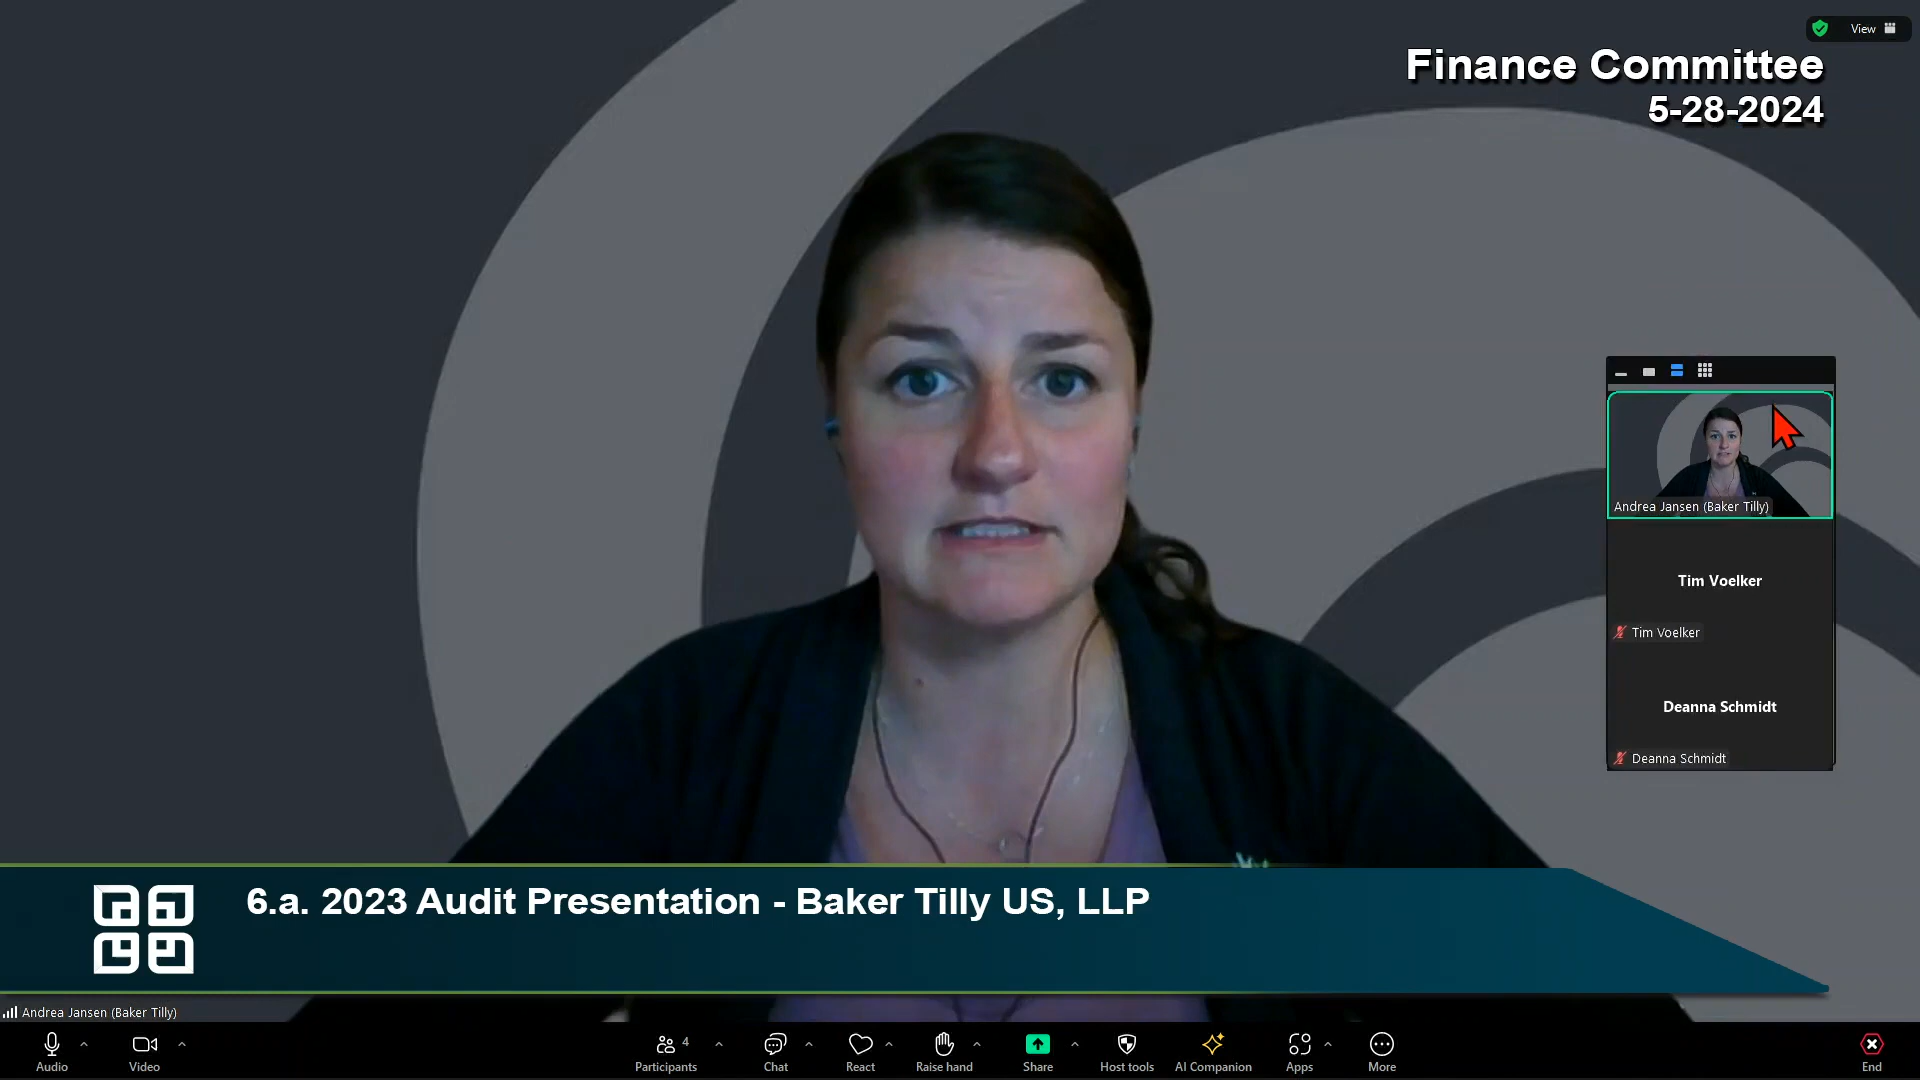 View
Finance Committee
5-28-2024
Andrea Jansen (Baker Tilly)
Tim Voelker
Tim Voelker
Deanna Schmidt
Deanna Schmidt
6.a. 2023 Audit Presentation - Baker Tilly US, LLP
Andrea Jansen (Baker Tilly)
Audio
Video
4
Participants
Chat
React
Raise hand
Share
Host tools
AI Companion
Apps
More
End